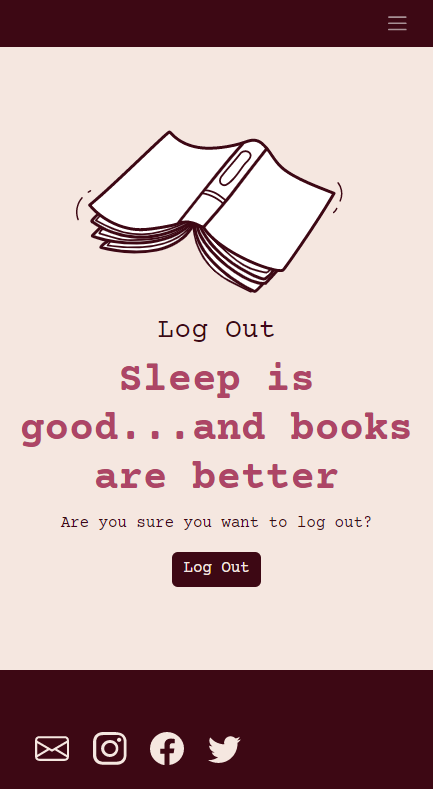 Log Out
Sleep is
good...and books
are better
Are you sure you want to log out?
Log Out